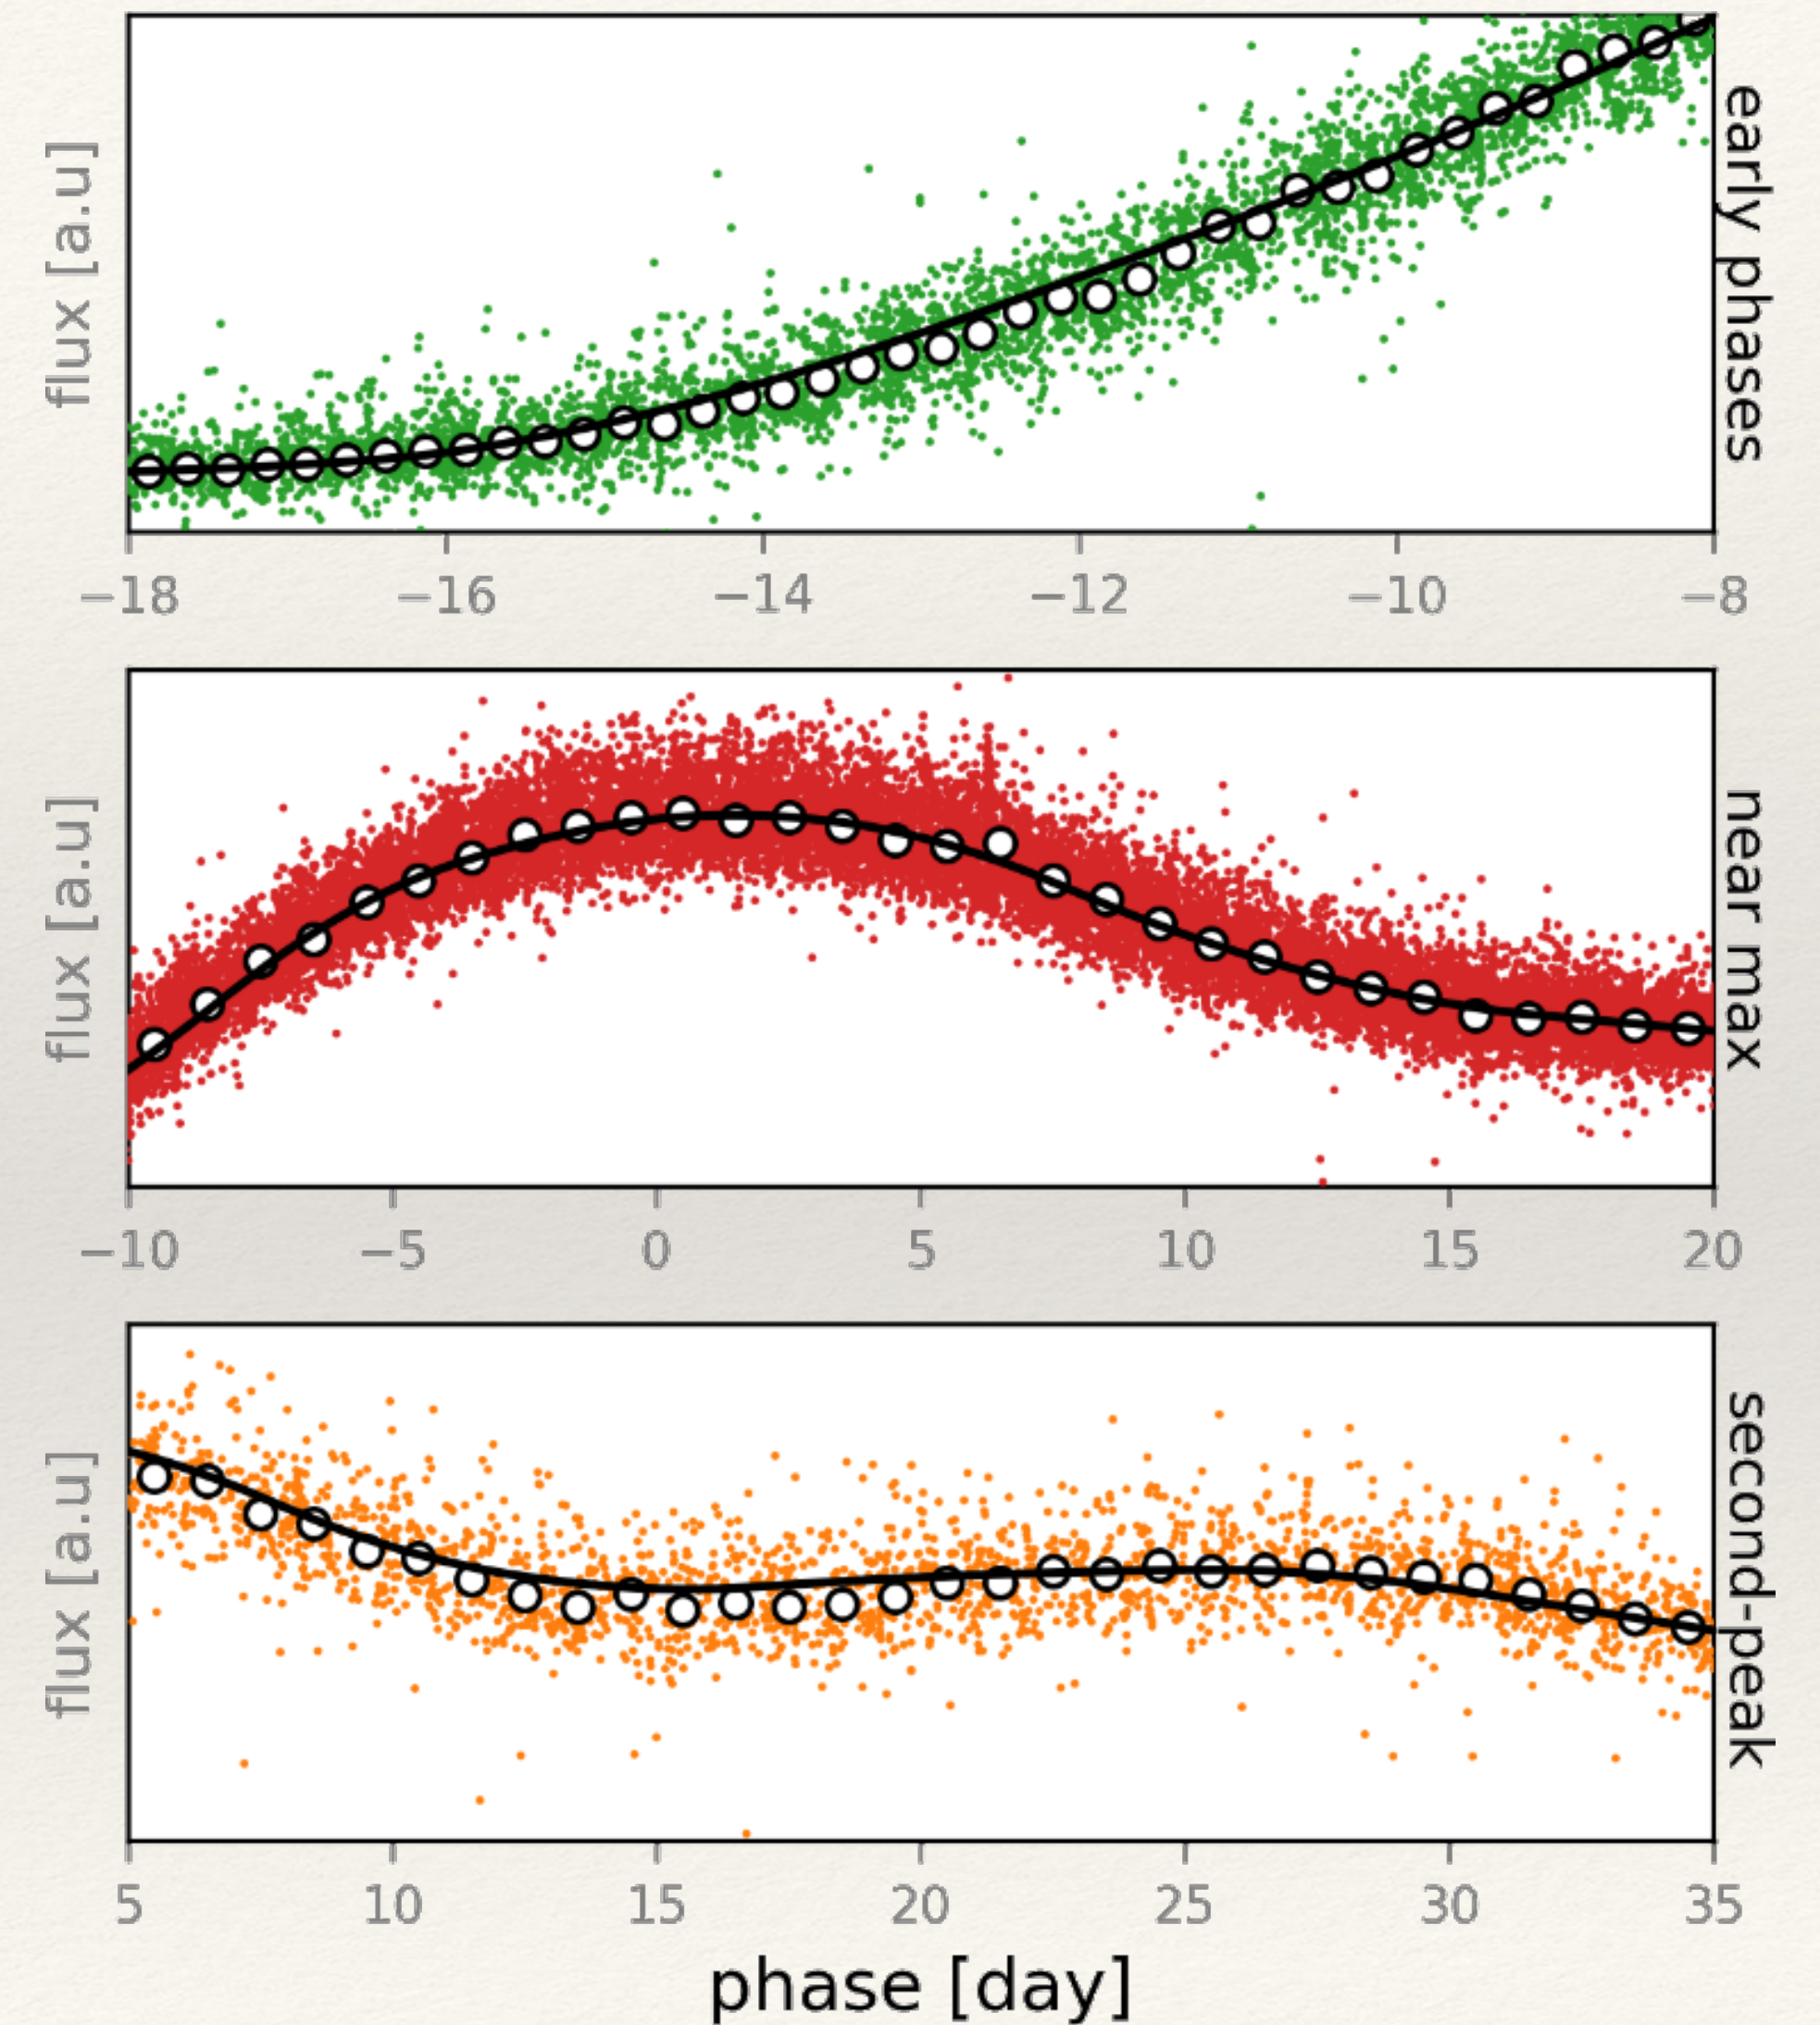 flux [a.u]
early phases
−18 −16 −14 −12 −10 −8
flux [a.u]
near max
−10 −5 0 5 10 15 20
flux [a.u]
second-peak
5 10 15 20 25 30 35
phase [day]